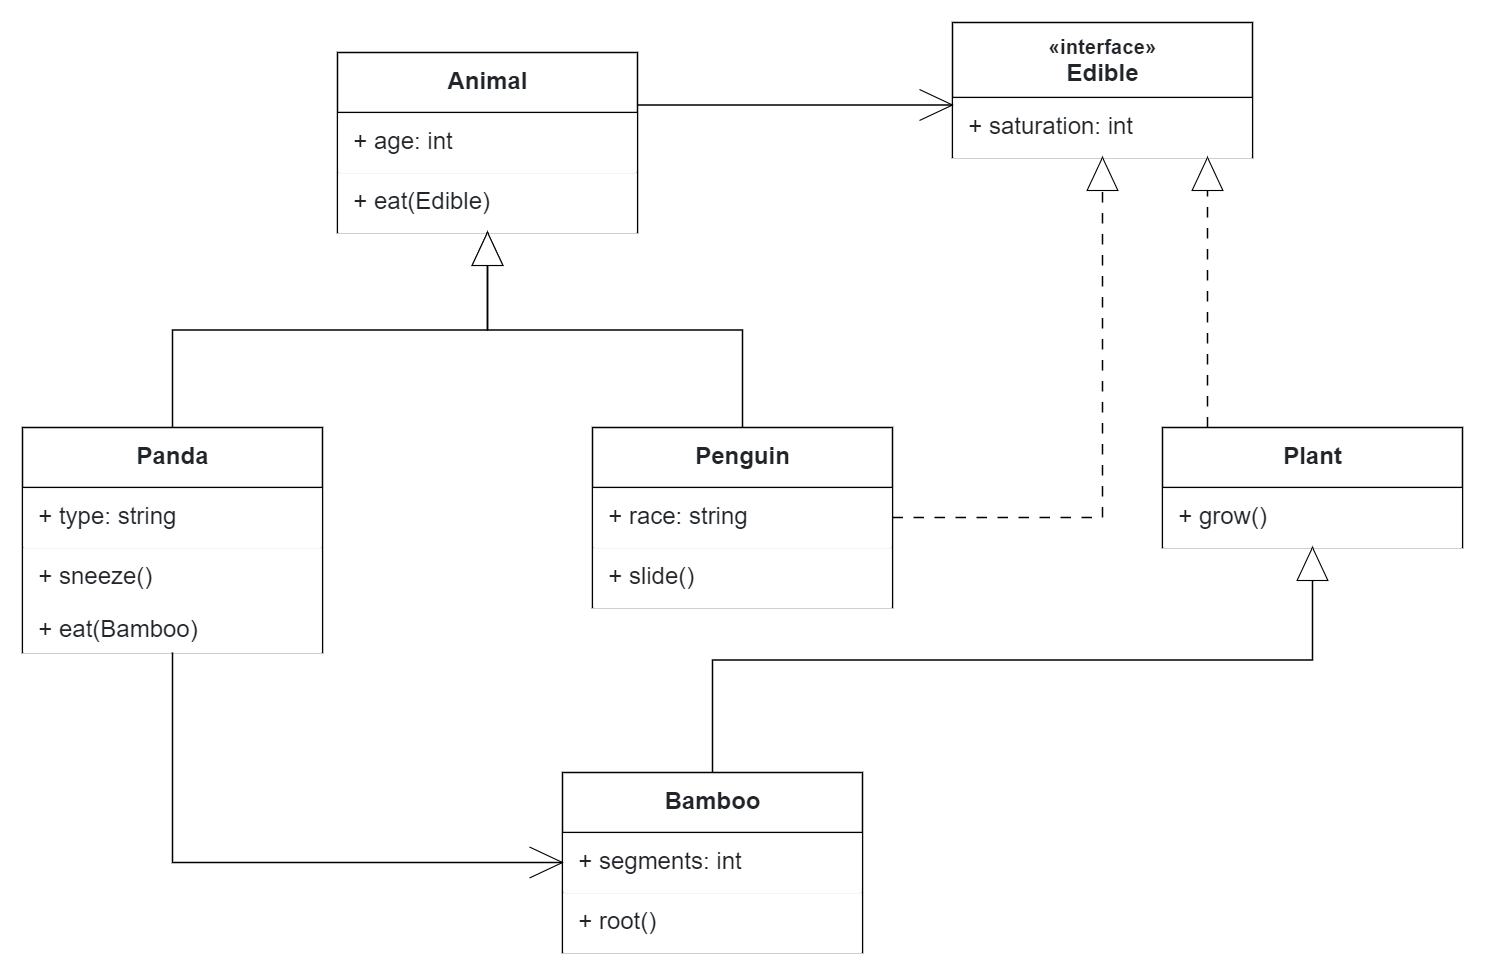 Animal
+ age: int
+ eat(Edible)
«interface»
Edible
+ saturation: int
Panda
+ type: string
+ sneeze()
+ eat(Bamboo)
Penguin
+ race: string
+ slide()
Plant
+ grow()
Bamboo
+ segments: int
+ root()